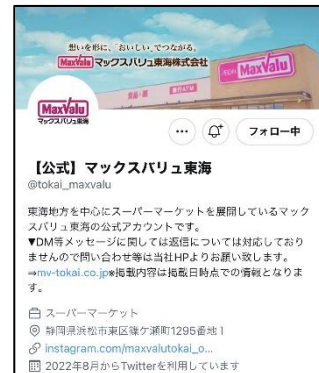 想いを形に、「おいしい」でつながる。
MaxValu マックスバリュ東海株式会社
AEON MaxValu
食品・薬
銀行ATM
MaxValu
マックスバリュ東海
フォロー中
【公式】マックスバリュ東海
@tokai_maxvalu
東海地方を中心にスーパーマーケットを展開しているマック
スバリュ東海の公式アカウントです。
▼DM等メッセージに関しては返信については対応しており
ませんので問い合わせ等は当社HPよりお願い致します。
→mv-tokai.co.jp※掲載内容は掲載日時点での情報となりま
す。
スーパーマーケット
静岡県浜松市東区篠ケ瀬町1295番地1
instagram.com/maxvalutokai_o...
2022年8月からTwitterを利用しています